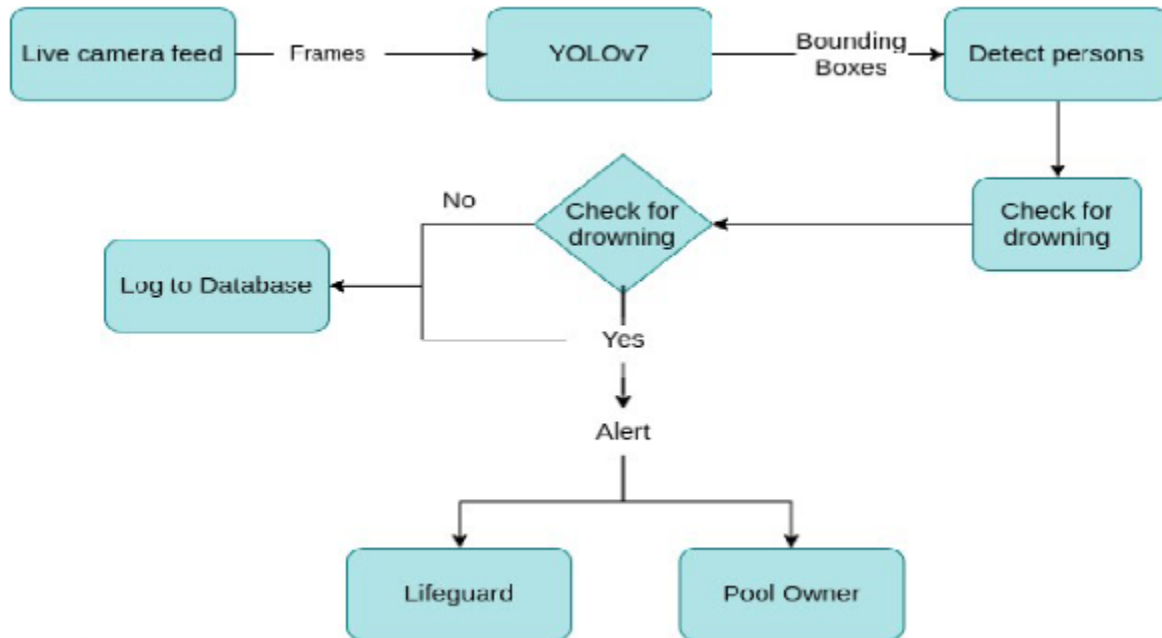 Live camera feed
Frames
YOLOv7
Bounding
Boxes
Detect persons
No
Check for
drowning
Check for
drowning
Log to Database
Yes
Alert
Lifeguard
Pool Owner